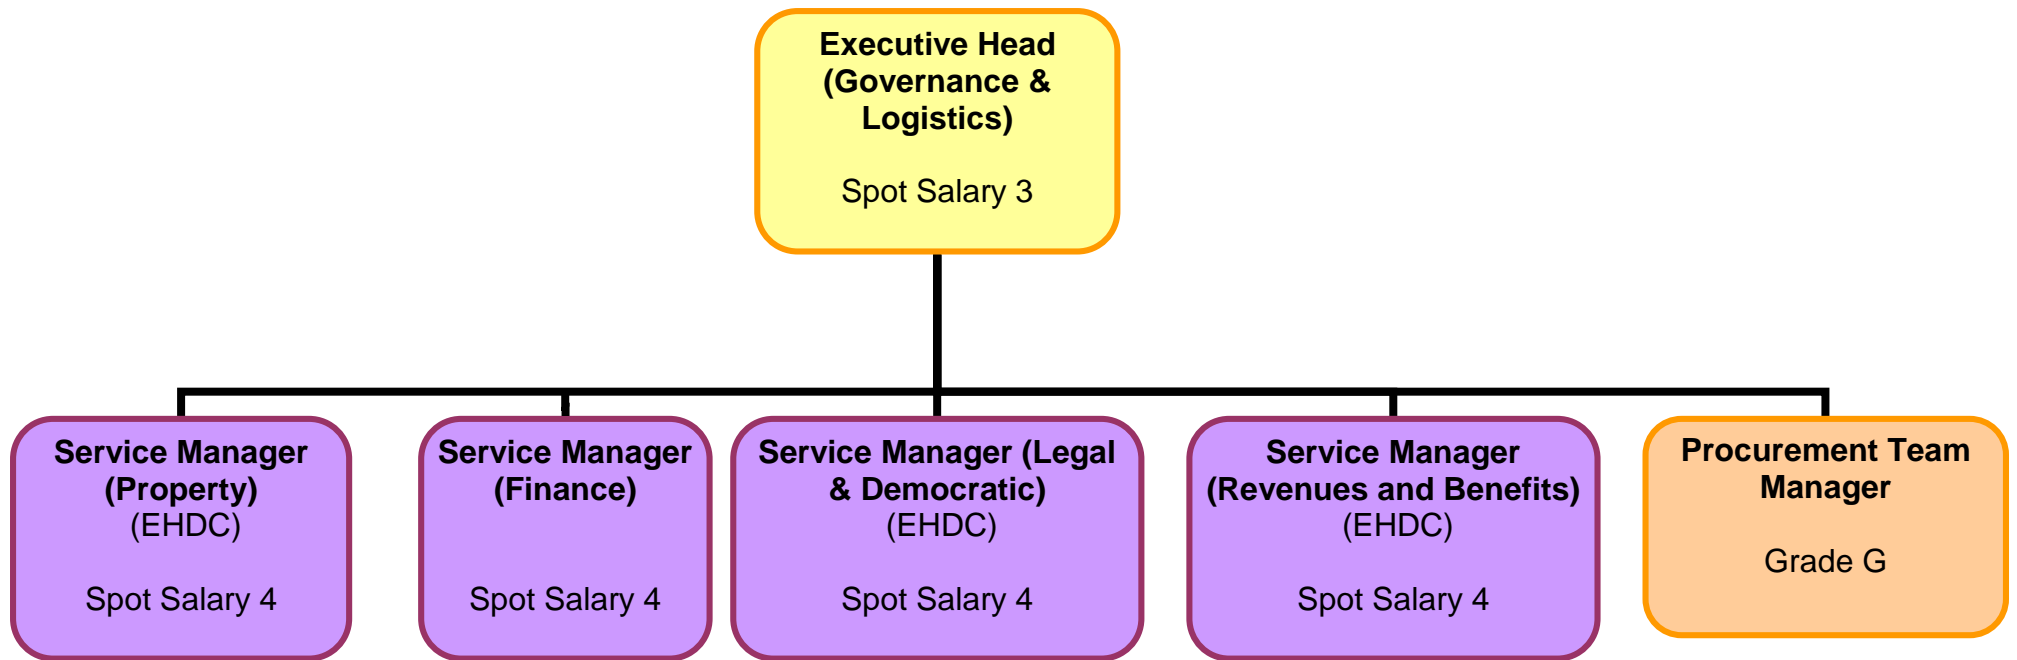 Executive Head
(Governance &
Logistics)
Spot Salary 3
Service Manager
(Property)
(EHDC)
Spot Salary 4
Service Manager
(Finance)
Spot Salary 4
Service Manager (Legal
& Democratic)
(EHDC)
Spot Salary 4
Service Manager
(Revenues and Benefits)
(EHDC)
Spot Salary 4
Procurement Team
Manager
Grade G